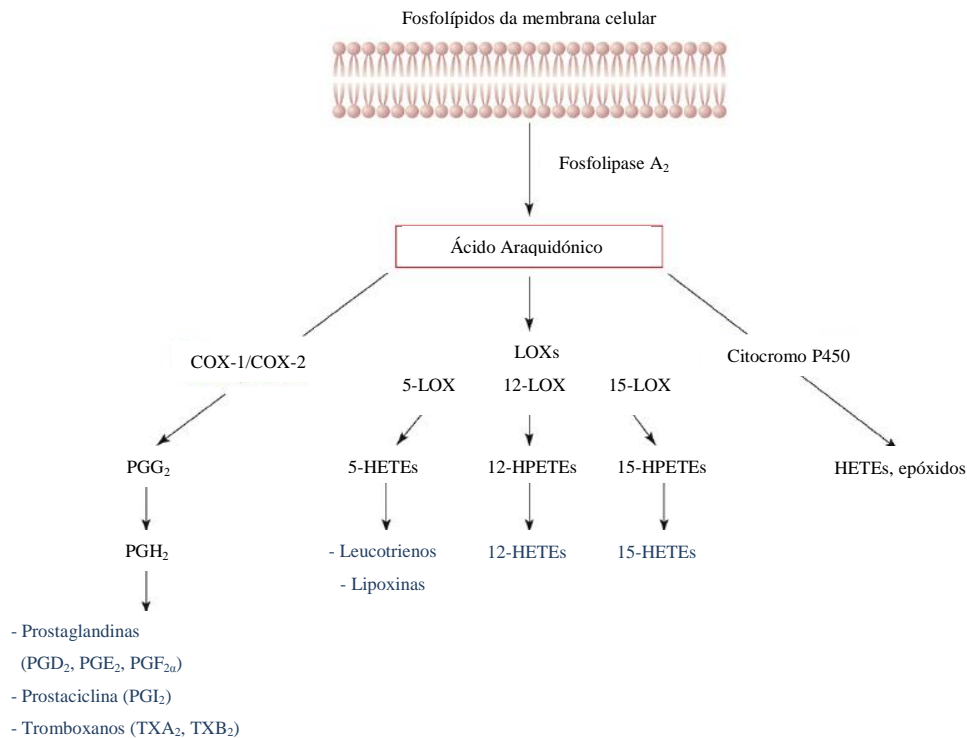 Fosfolípidos da membrana celular
Fosfolipase A₂
Ácido Araquidónico
COX-1/COX-2
LOXs
Citocromo P450
5-LOX 12-LOX 15-LOX
PGG₂
5-HETEs
12-HPETEs
15-HPETEs
HETEs, epóxidos
PGH₂
- Leucotrienos
- Lipoxinas
12-HETEs
15-HETEs
- Prostaglandinas
(PGD₂, PGE₂, PGF₂α)
- Prostaciclina (PGI₂)
- Tromboxanos (TXA₂, TXB₂)